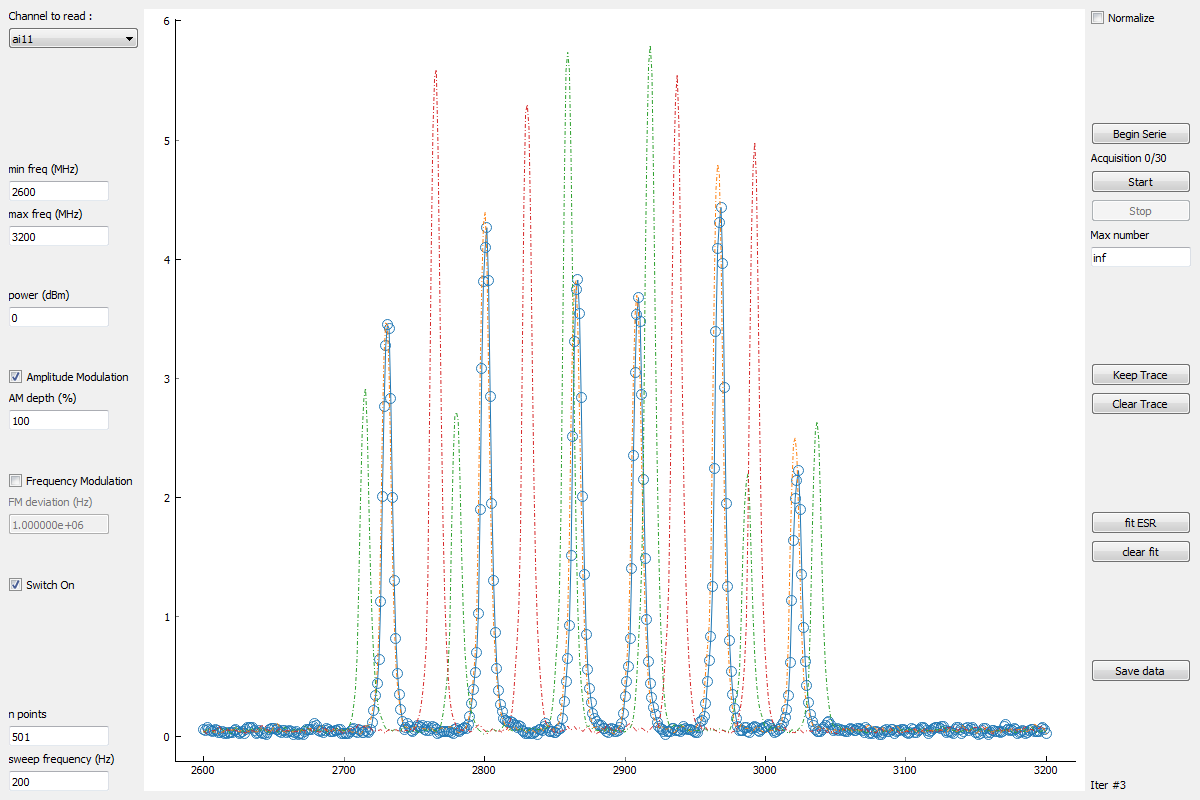 Channel to read :
ai11
min freq (MHz)
2600
max freq (MHz)
3200
power (dBm)
0
Amplitude Modulation
AM depth (%)
100
Frequency Modulation
FM deviation (Hz)
1.000000e+06
Switch On
n points
501
sweep frequency (Hz)
200
6
5
4
3
2
1
0
2600 2700 2800 2900 3000 3100 3200
Normalize
Begin Serie
Acquisition 0/30
Start
Stop
Max number
inf
Keep Trace
Clear Trace
fit ESR
clear fit
Save data
Iter #3